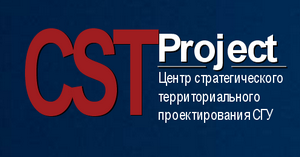 CST Project
Центр стратегического
территориального
проектирования СГУ